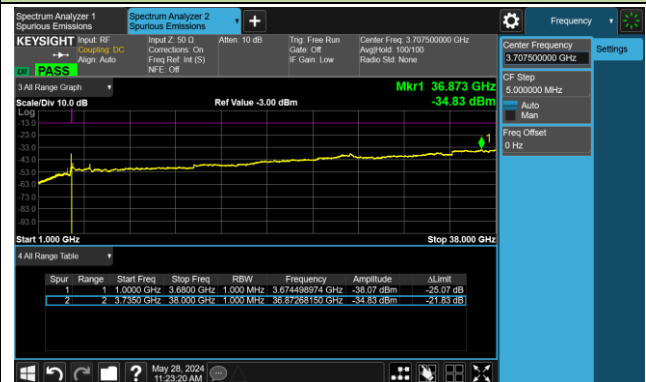 Spectrum Analyzer 1
Spurious Emissions
Spectrum Analyzer 2
Spurious Emissions
Frequency
KEYSIGHT
Input: RF
Coupling: DC
Align: Auto
Input Z: 50 Ω
Corrections: On
Freq Ref: Int (S)
NFE: Off
Atten: 10 dB
Trig: Free Run
Gate: Off
IF Gain: Low
Center Freq: 3.707500000 GHz
Avg|Hold: 100/100
Radio Std: None
PASS
Center Frequency
3.707500000 GHz
Settings
CF Step
5.000000 MHz
Auto
Man
Freq Offset
0 Hz
3 All Range Graph
Mkr1 36.873 GHz
Scale/Div 10.0 dB
Ref Value -3.00 dBm
-34.83 dBm
Log
-13.0
-23.0
-33.0
-43.0
-53.0
-63.0
-73.0
-83.0
-93.0
1
Start 1.000 GHz
Stop 38.000 GHz
4 All Range Table
Spur Range Start Freq Stop Freq RBW Frequency Amplitude ΔLimit
1 1 1.0000 GHz 3.6800 GHz 1.000 MHz 3.674498974 GHz -38.07 dBm -25.07 dB
2 2 3.7350 GHz 38.000 GHz 1.000 MHz 36.87268150 GHz -34.83 dBm -21.83 dB
May 28, 2024
11:23:20 AM